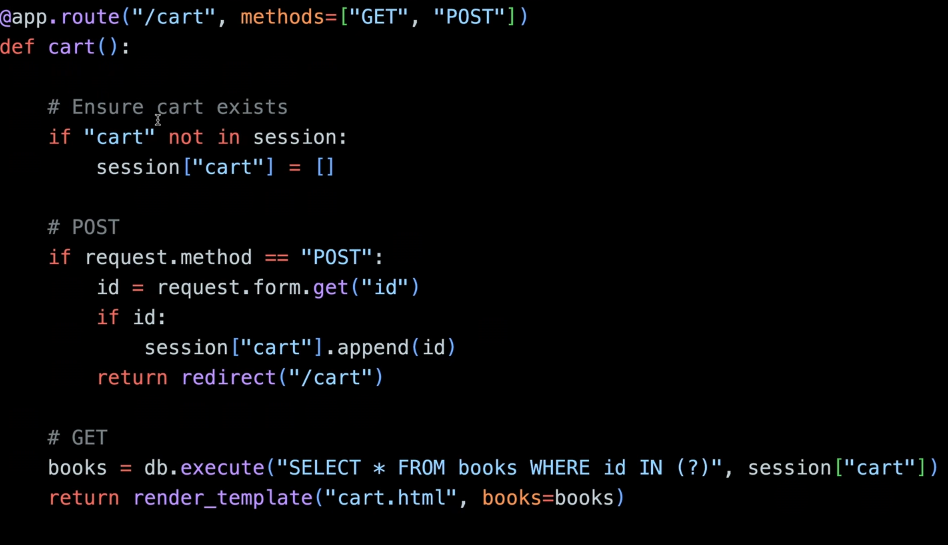 @app.route("/cart", methods=["GET", "POST"])
def cart():
    # Ensure cart exists
    if "cart" not in session:
        session["cart"] = []
    # POST
    if request.method == "POST":
        id = request.form.get("id")
        if id:
            session["cart"].append(id)
        return redirect("/cart")
    # GET
    books = db.execute("SELECT * FROM books WHERE id IN (?)", session["cart"])
    return render_template("cart.html", books=books)